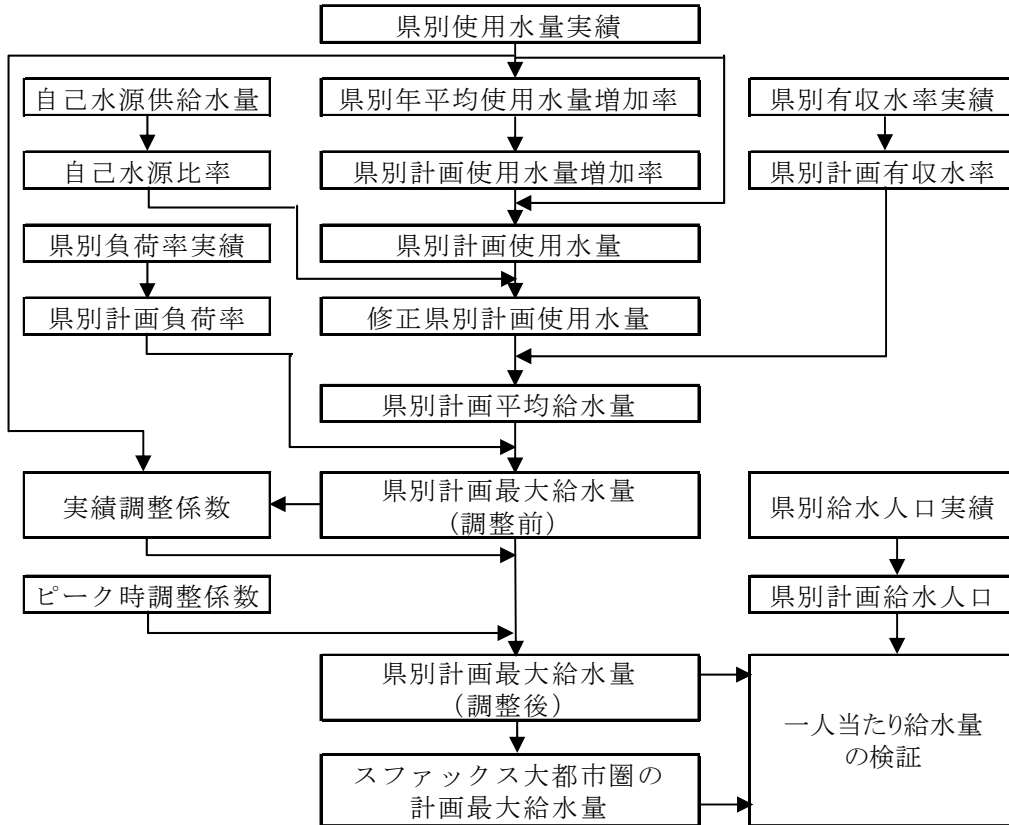 県別使用水量実績
自己水源供給水量
県別年平均使用水量増加率
県別有収水率実績
自己水源比率
県別計画使用水量増加率
県別計画有収水率
県別負荷率実績
県別計画使用水量
県別計画負荷率
修正県別計画使用水量
県別計画平均給水量
実績調整係数
県別計画最大給水量
(調整前)
県別給水人口実績
ピーク時調整係数
県別計画給水人口
県別計画最大給水量
(調整後)
一人当たり給水量
の検証
スファックス大都市圏の
計画最大給水量